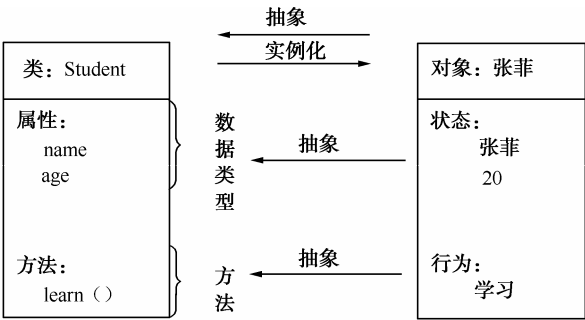 抽象
实例化
类：Student
属性：
name
age
方法：
learn（）
数据类型
方法
抽象
抽象
对象：张菲
状态：
张菲
20
行为：
学习